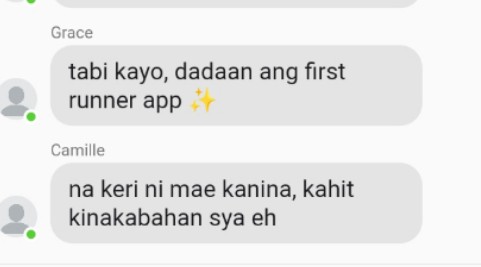 Grace
tabi kayo, dadaan ang first
runner app ✨
Camille
na keri ni mae kanina, kahit
kinakabahan sya eh